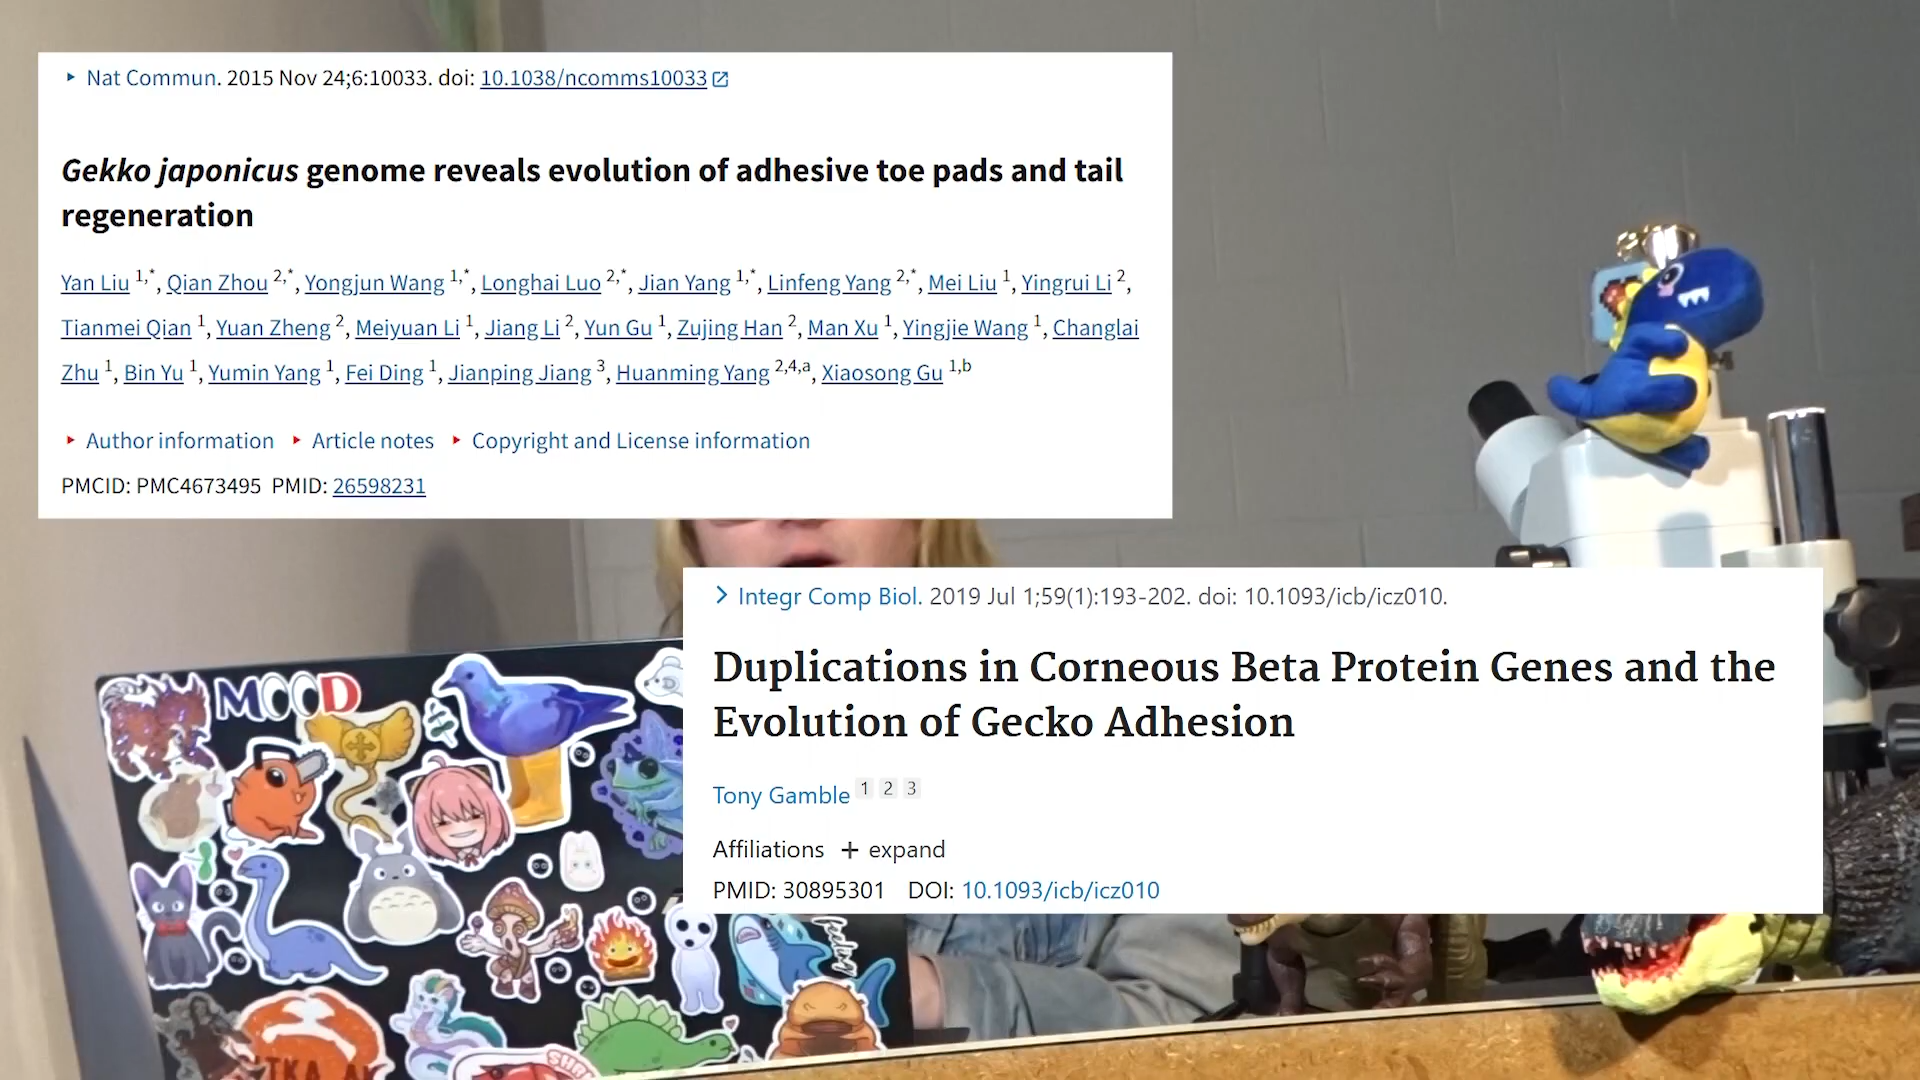 Nat Commun. 2015 Nov 24;6:10033. doi: 10.1038/ncomms10033
Gekko japonicus genome reveals evolution of adhesive toe pads and tail
regeneration
Yan Liu 1,*, Qian Zhou 2,*, Yongjun Wang 1,*, Longhai Luo 2,*, Jian Yang 1,*, Linfeng Yang 2,*, Mei Liu 1, Yingrui Li 2,
Tianmei Qian 1, Yuan Zheng 2, Meiyuan Li 1, Jiang Li 2, Yun Gu 1, Zujing Han 2, Man Xu 1, Yingjie Wang 1, Changlai
Zhu 1, Bin Yu 1, Yumin Yang 1, Fei Ding 1, Jianping Jiang 3, Huanming Yang 2,4,a, Xiaosong Gu 1,b
Author information Article notes Copyright and License information
PMCID: PMC4673495 PMID: 26598231
Integr Comp Biol. 2019 Jul 1;59(1):193-202. doi: 10.1093/icb/icz010.
Duplications in Corneous Beta Protein Genes and the
Evolution of Gecko Adhesion
Tony Gamble 1 2 3
Affiliations + expand
PMID: 30895301 DOI: 10.1093/icb/icz010
MOOD